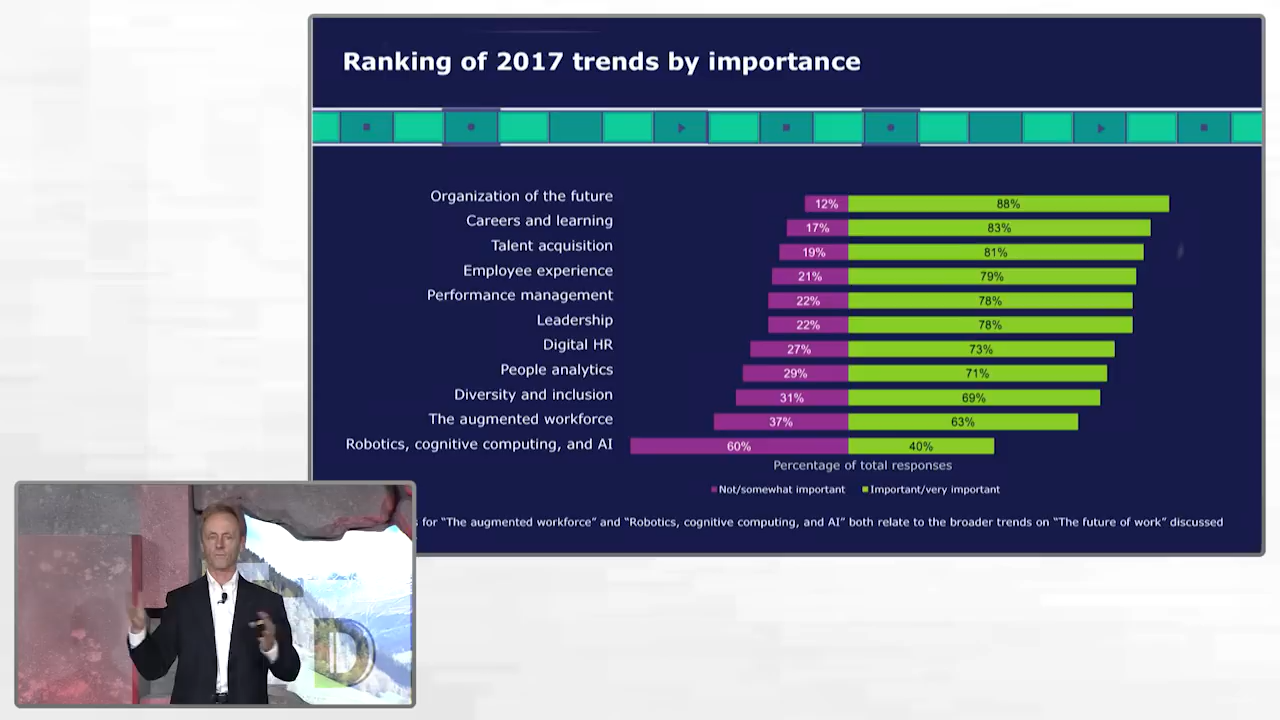 Ranking of 2017 trends by importance
Organization of the future 12% 88%
Careers and learning 17% 83%
Talent acquisition 19% 81%
Employee experience 21% 79%
Performance management 22% 78%
Leadership 22% 78%
Digital HR 27% 73%
People analytics 29% 71%
Diversity and inclusion 31% 69%
The augmented workforce 37% 63%
Robotics, cognitive computing, and AI 60% 40%
Percentage of total responses
Not/somewhat important Important/very important
for “The augmented workforce” and “Robotics, cognitive computing, and AI” both relate to the broader trends on “The future of work” discussed
D